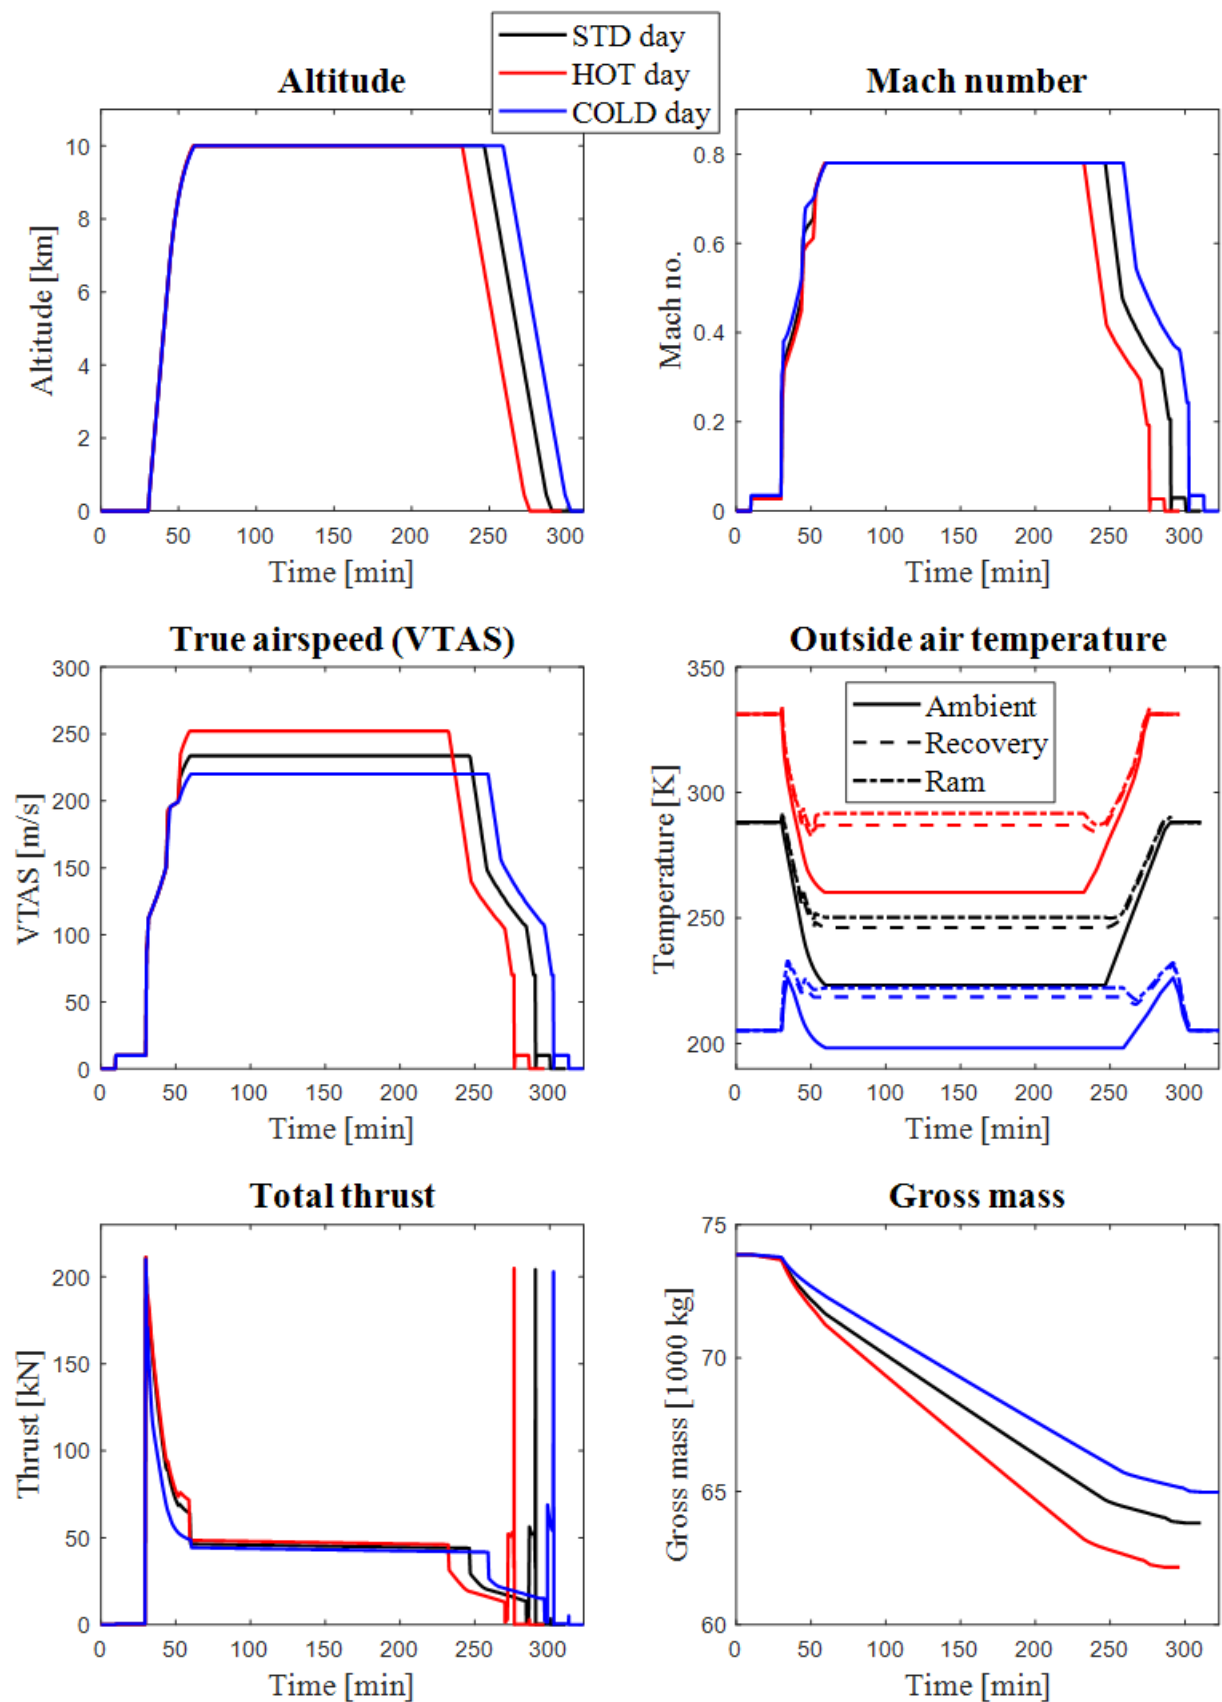 STD day
HOT day
COLD day
Altitude
10
8
6
4
2
0
Altitude [km]
0 50 100 150 200 250 300
Time [min]
Mach number
0.8
0.6
0.4
0.2
0
Mach no.
0 50 100 150 200 250 300
Time [min]
True airspeed (VTAS)
300
250
200
150
100
50
0
VTAS [m/s]
0 50 100 150 200 250 300
Time [min]
Outside air temperature
350
300
250
200
Temperature [K]
Ambient
Recovery
Ram
0 50 100 150 200 250 300
Time [min]
Total thrust
200
150
100
50
0
Thrust [kN]
0 50 100 150 200 250 300
Time [min]
Gross mass
75
70
65
60
Gross mass [1000 kg]
0 50 100 150 200 250 300
Time [min]